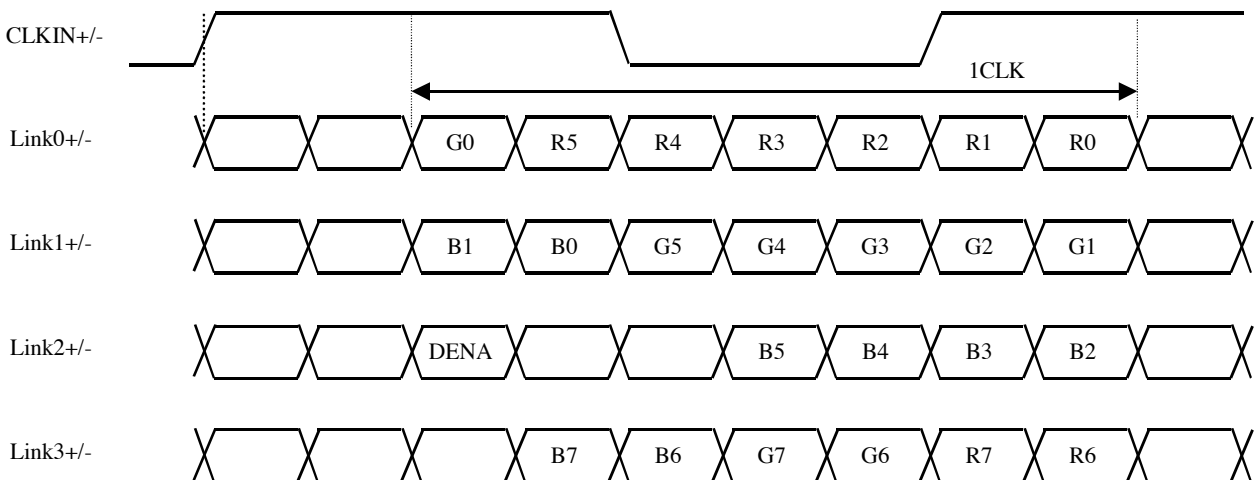 CLKIN+/-
1CLK
Link0+/- G0 R5 R4 R3 R2 R1 R0
Link1+/- B1 B0 G5 G4 G3 G2 G1
Link2+/- DENA B5 B4 B3 B2
Link3+/- B7 B6 G7 G6 R7 R6